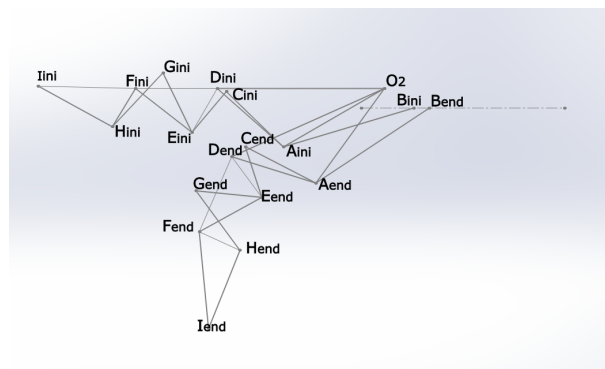 Iini
Fini
Gini
Dini
Cini
O2
Bini
Bend
Hini
Eini
Aini
Cend
Dend
Aend
Gend
Eend
Fend
Hend
Iend